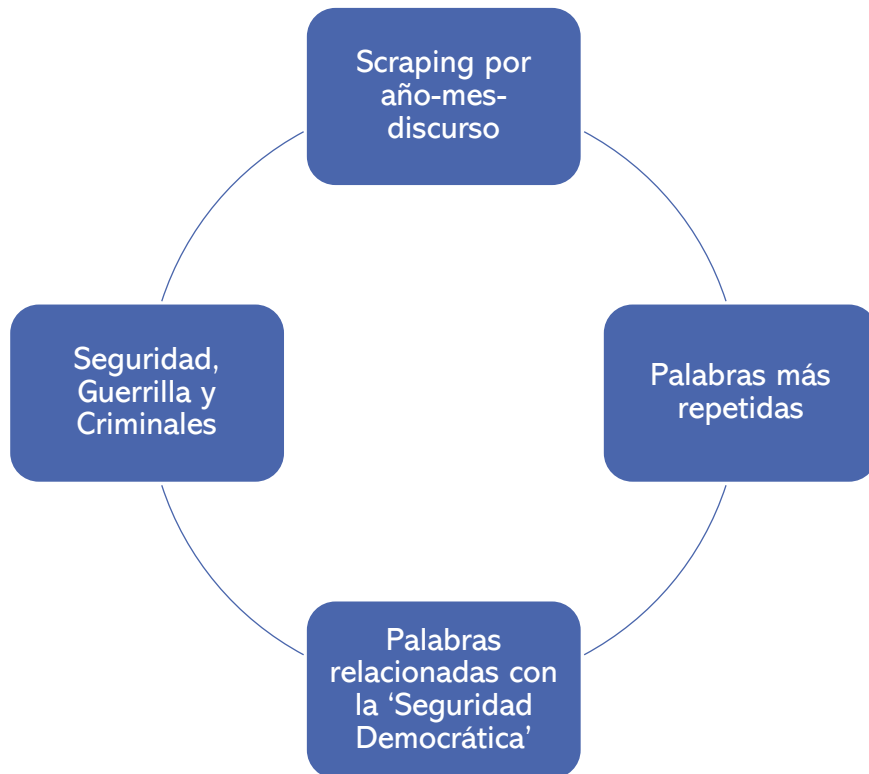 Scraping por
año-mes-
discurso
Palabras más
repetidas
Palabras
relacionadas con
la ‘Seguridad
Democrática’
Seguridad,
Guerrilla y
Criminales